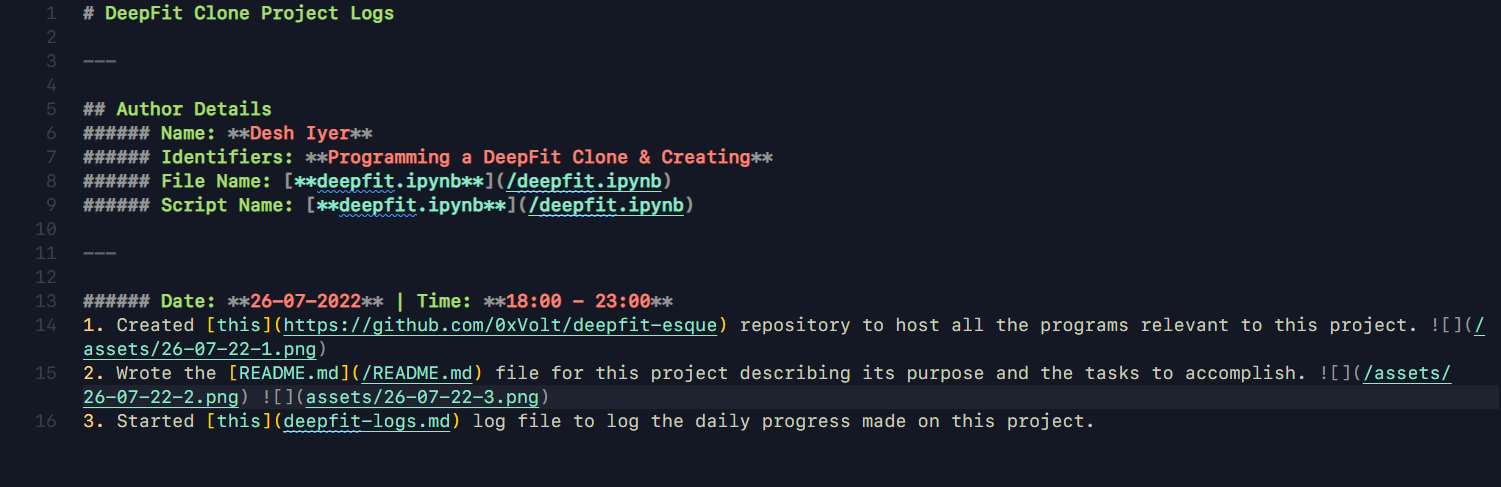 1 # DeepFit Clone Project Logs
2
3 ---
4
5 ## Author Details
6 ###### Name: **Desh Iyer**
7 ###### Identifiers: **Programming a DeepFit Clone & Creating**
8 ###### File Name: [**deepfit.ipynb**](/deepfit.ipynb)
9 ###### Script Name: [**deepfit.ipynb**](/deepfit.ipynb)
10
11 ---
12
13 ###### Date: **26-07-2022** | Time: **18:00 - 23:00**
14 1. Created [this](https://github.com/0xVolt/deepfit-esque) repository to host all the programs relevant to this project. ![](/
assets/26-07-22-1.png)
15 2. Wrote the [README.md](/README.md) file for this project describing its purpose and the tasks to accomplish. ![](/assets/
26-07-22-2.png) ![](assets/26-07-22-3.png)
16 3. Started [this](deepfit-logs.md) log file to log the daily progress made on this project.